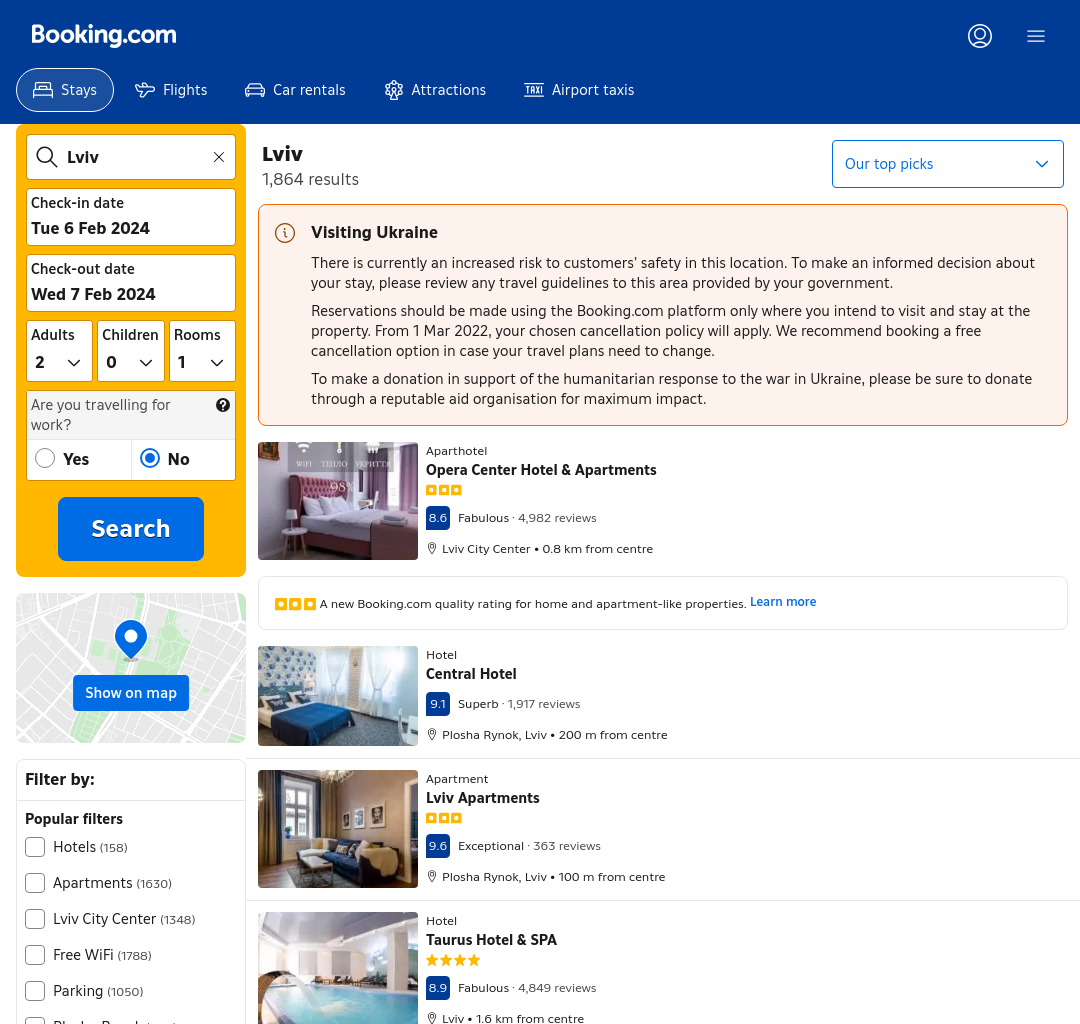 Booking.com
Stays
Flights
Car rentals
Attractions
TAXI
Airport taxis
Lviv
Check-in date
Tue 6 Feb 2024
Check-out date
Wed 7 Feb 2024
Adults
2
Children
0
Rooms
1
Are you travelling for
work?
Yes
No
Search
Show on map
Filter by:
Popular filters
Hotels (158)
Apartments (1630)
Lviv City Center (1348)
Free WiFi (1788)
Parking (1050)
Lviv
1,864 results
Our top picks
Visiting Ukraine
There is currently an increased risk to customers’ safety in this location. To make an informed decision about
your stay, please review any travel guidelines to this area provided by your government.
Reservations should be made using the Booking.com platform only where you intend to visit and stay at the
property. From 1 Mar 2022, your chosen cancellation policy will apply. We recommend booking a free
cancellation option in case your travel plans need to change.
To make a donation in support of the humanitarian response to the war in Ukraine, please be sure to donate
through a reputable aid organisation for maximum impact.
WIFI ТЕПЛО УКРИТТЯ
98%
Aparthotel
Opera Center Hotel & Apartments
8.6 Fabulous · 4,982 reviews
Lviv City Center • 0.8 km from centre
A new Booking.com quality rating for home and apartment-like properties. Learn more
Hotel
Central Hotel
9.1 Superb · 1,917 reviews
Plosha Rynok, Lviv • 200 m from centre
Apartment
Lviv Apartments
9.6 Exceptional · 363 reviews
Plosha Rynok, Lviv • 100 m from centre
Hotel
Taurus Hotel & SPA
8.9 Fabulous · 4,849 reviews
Lviv • 1.6 km from centre